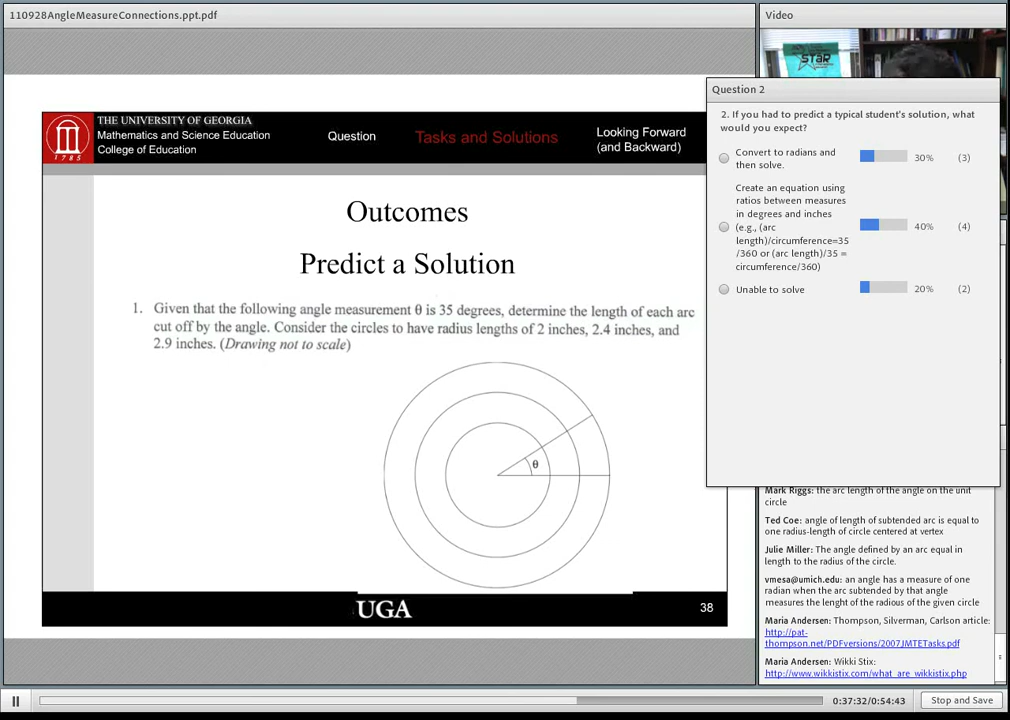 110928AngleMeasureConnections.ppt.pdf
Video
STaR
THE UNIVERSITY OF GEORGIA
Mathematics and Science Education
College of Education
1785
Question
Tasks and Solutions
Looking Forward
(and Backward)
Outcomes
Predict a Solution
1. Given that the following angle measurement θ is 35 degrees, determine the length of each arc
cut off by the angle. Consider the circles to have radius lengths of 2 inches, 2.4 inches, and
2.9 inches. (Drawing not to scale)
θ
UGA
38
Question 2
2. If you had to predict a typical student's solution, what
would you expect?
Convert to radians and
then solve.
30% (3)
Create an equation using
ratios between measures
in degrees and inches
(e.g., (arc
length)/circumference=35
/360 or (arc length)/35 =
circumference/360)
40% (4)
Unable to solve
20% (2)
Mark Riggs: the arc length of the angle on the unit
circle
Ted Coe: angle of length of subtended arc is equal to
one radius-length of circle centered at vertex
Julie Miller: The angle defined by an arc equal in
length to the radius of the circle.
vmesa@umich.edu: an angle has a measure of one
radian when the arc subtended by that angle
measures the lenght of the radious of the given circle
Maria Andersen: Thompson, Silverman, Carlson article:
http://pat-
thompson.net/PDFversions/2007JMTETasks.pdf
Maria Andersen: Wikki Stix:
http://www.wikkistix.com/what_are_wikkistix.php
0:37:32/0:54:43
Stop and Save